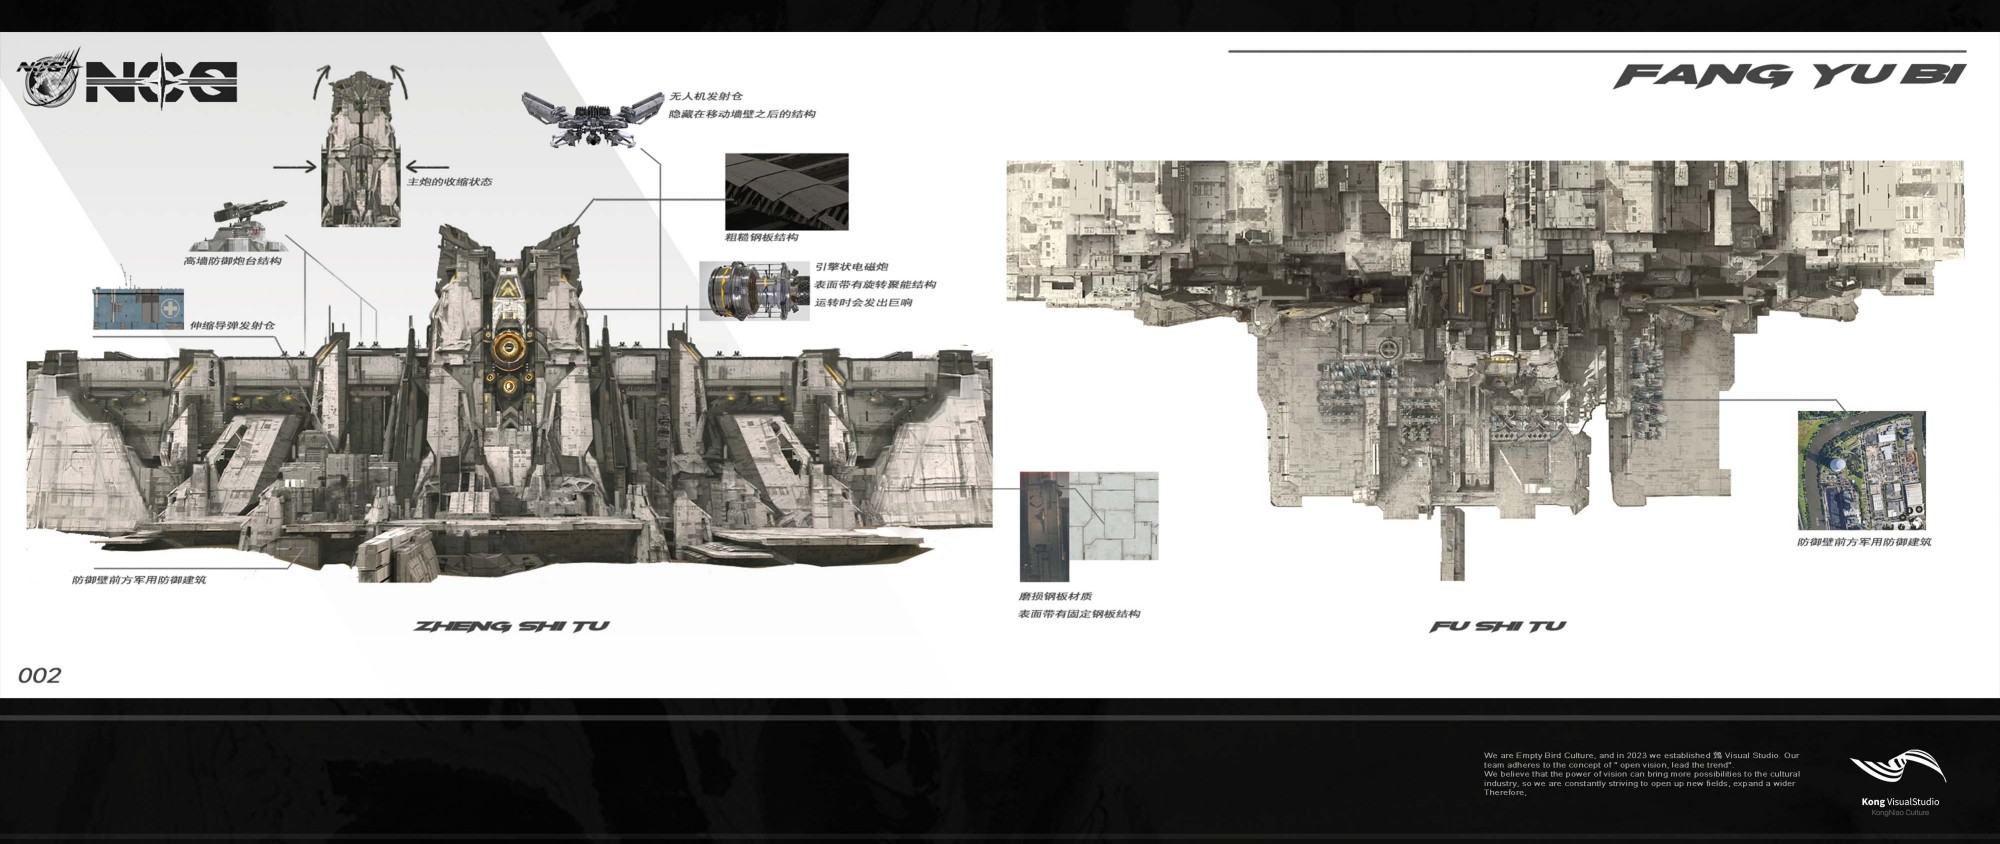 NCG
NCG
FANG YU BI
无人机发射仓
隐藏在移动墙壁之后的结构
主炮的收缩状态
粗糙钢板结构
高墙防御炮台结构
引擎状电磁炮
表面带有旋转聚能结构
运转时会发出巨响
伸缩导弹发射仓
防御壁前方军用防御建筑
磨损钢板材质
表面带有固定钢板结构
防御壁前方军用防御建筑
ZHENG SHI TU
FU SHI TU
002
We are Empty Bird Culture, and in 2023 we established Visual Studio. Our
team adheres to the concept of " open vision, lead the trend".
We believe that the power of vision can bring more possibilities to the cultural
industry, so we are constantly striving to open up new fields, expand a wider
Therefore,
Kong VisualStudio
KongNiao Culture